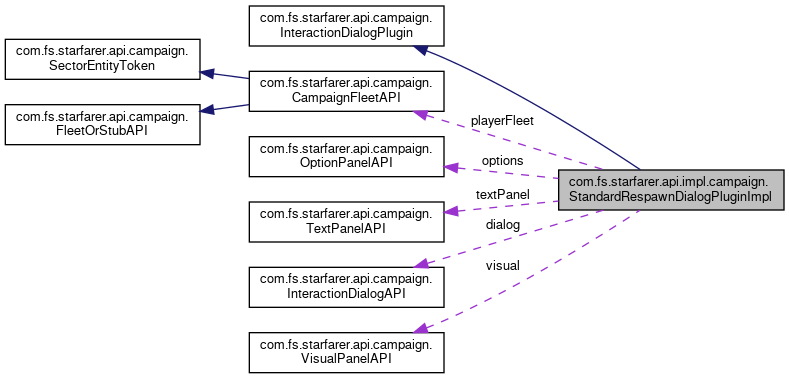 com.fs.starfarer.api.campaign.
InteractionDialogPlugin
com.fs.starfarer.api.campaign.
SectorEntityToken
com.fs.starfarer.api.campaign.
CampaignFleetAPI
com.fs.starfarer.api.campaign.
FleetOrStubAPI
playerFleet
com.fs.starfarer.api.campaign.
OptionPanelAPI
options
com.fs.starfarer.api.impl.campaign.
StandardRespawnDialogPluginImpl
textPanel
com.fs.starfarer.api.campaign.
TextPanelAPI
dialog
com.fs.starfarer.api.campaign.
InteractionDialogAPI
visual
com.fs.starfarer.api.campaign.
VisualPanelAPI